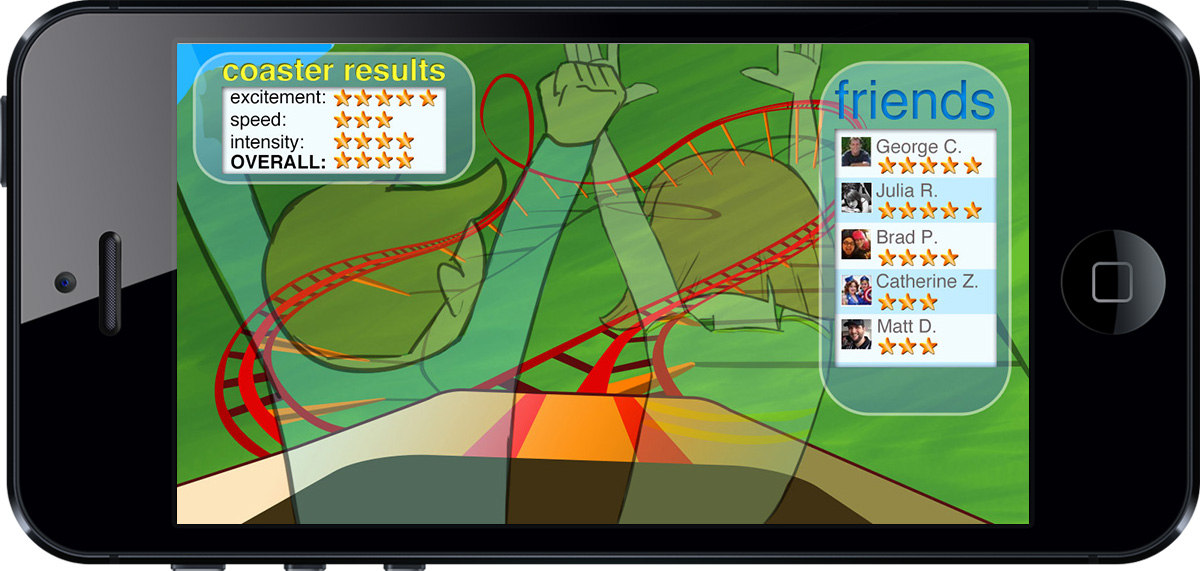 coaster results
excitement:
speed:
intensity:
OVERALL:
friends
George C.
Julia R.
Brad P.
Catherine Z.
Matt D.